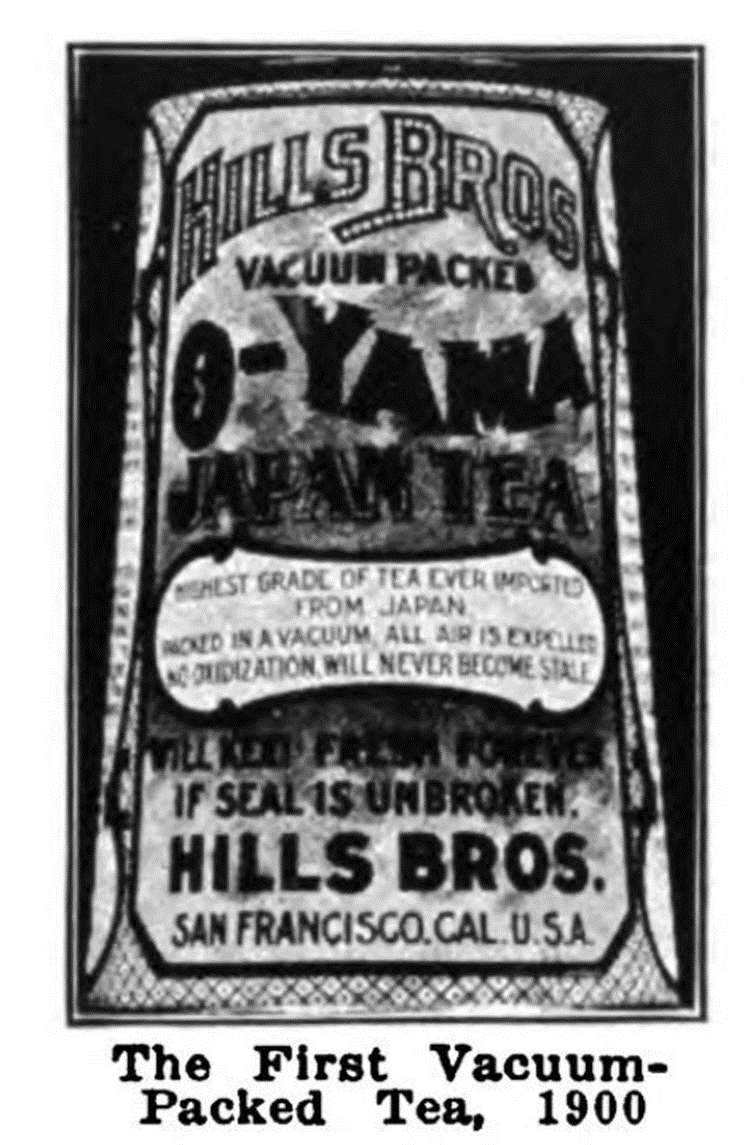 HILLS BROS
VACUUM PACKED
O-YAMA
JAPAN TEA
HIGHEST GRADE OF TEA EVER IMPORTED
FROM JAPAN
PACKED IN A VACUUM, ALL AIR IS EXPELLED
NO OXIDIZATION, WILL NEVER BECOME STALE
WILL KEEP FRESH FOREVER
IF SEAL IS UNBROKEN.
HILLS BROS.
SAN FRANCISCO.CAL.U.S.A.
The First Vacuum-
Packed Tea, 1900